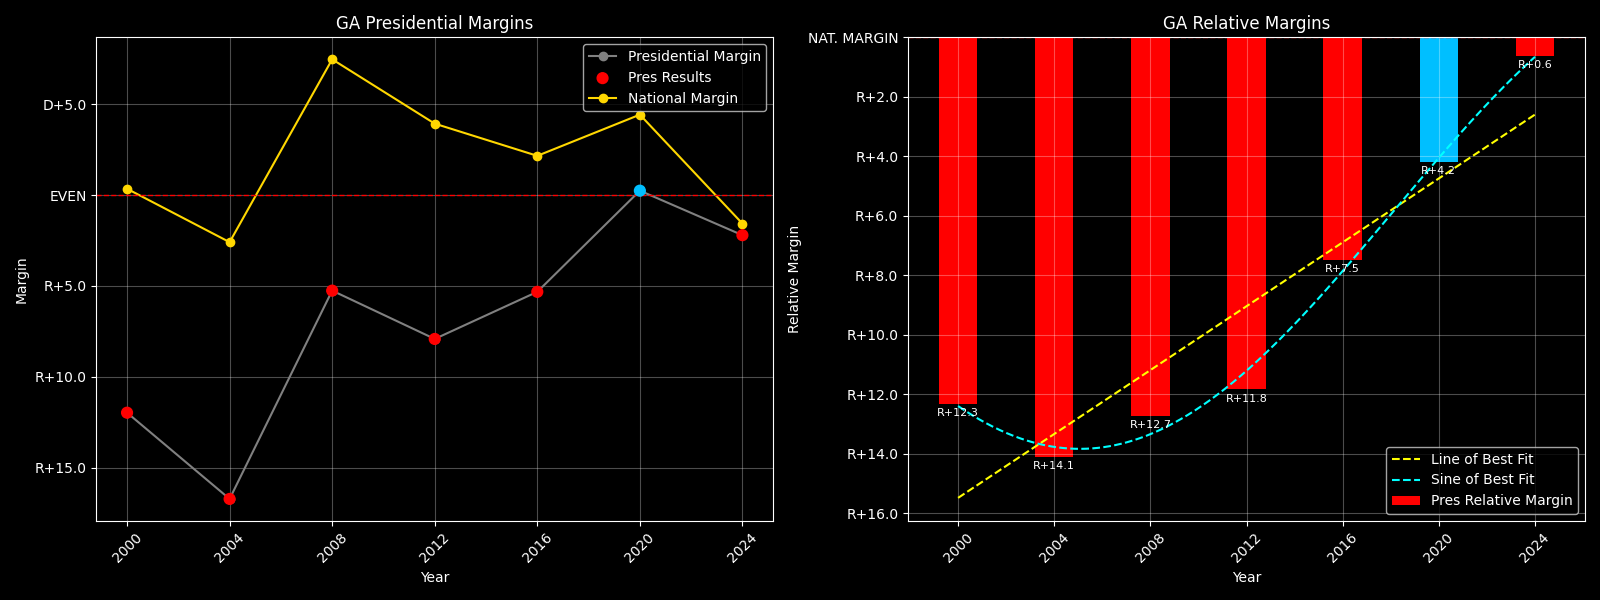 GA Presidential Margins
Presidential Margin
Pres Results
National Margin
D+5.0
EVEN
R+5.0
R+10.0
R+15.0
Margin
2000
2004
2008
2012
2016
2020
2024
Year
GA Relative Margins
NAT. MARGIN
R+2.0
R+4.0
R+6.0
R+8.0
R+10.0
R+12.0
R+14.0
R+16.0
Relative Margin
R+12.3
R+14.1
R+12.7
R+11.8
R+7.5
R+4.2
R+0.6
Line of Best Fit
Sine of Best Fit
Pres Relative Margin
2000
2004
2008
2012
2016
2020
2024
Year